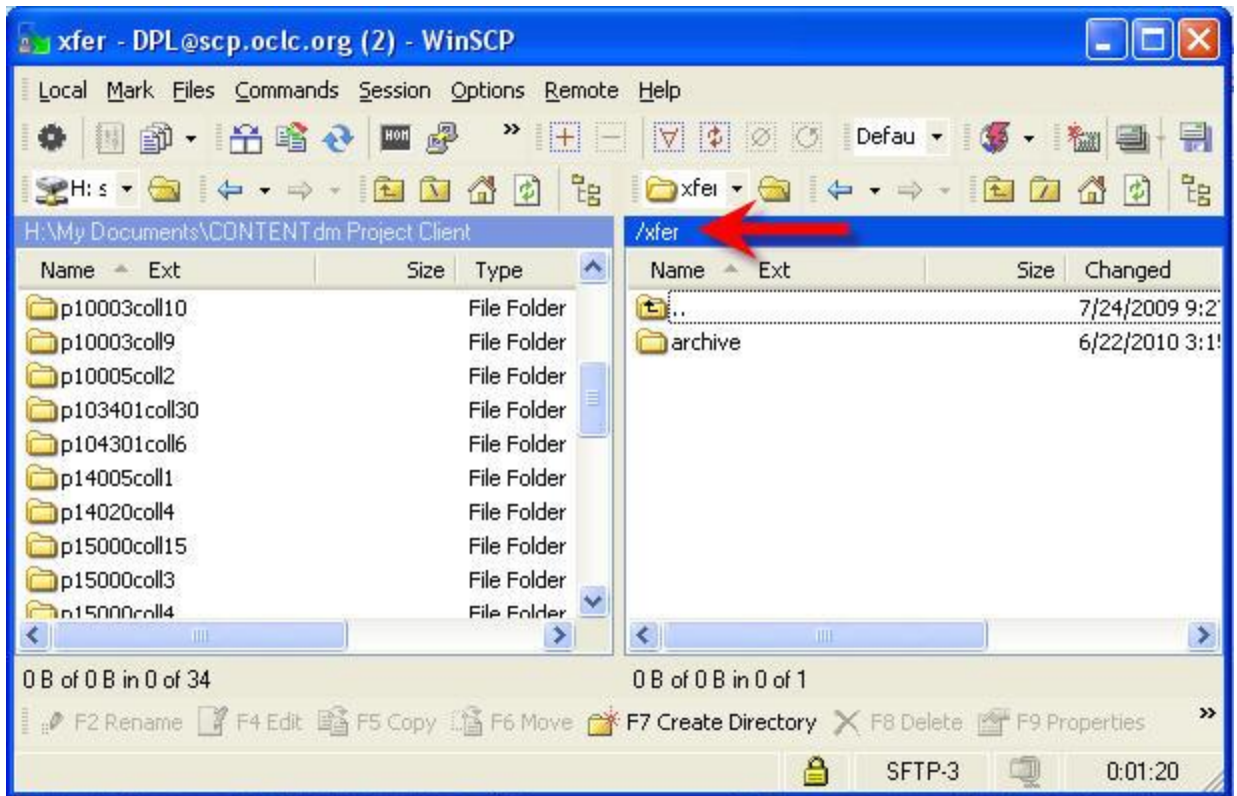 xfer - DPL@scp.oclc.org (2) - WinSCP
Local Mark Files Commands Session Options Remote Help
Defau
H: s xfer
H:\My Documents\CONTENTdm Project Client /xfer
Name Ext Size Type Name Ext Size Changed
p10003coll10 File Folder .. 7/24/2009 9:2
p10003coll9 File Folder archive 6/22/2010 3:1
p10005coll2 File Folder
p103401coll30 File Folder
p104301coll6 File Folder
p14005coll1 File Folder
p14020coll4 File Folder
p15000coll15 File Folder
p15000coll3 File Folder
p15000coll4 File Folder
0 B of 0 B in 0 of 34 0 B of 0 B in 0 of 1
F2 Rename F4 Edit F5 Copy F6 Move F7 Create Directory F8 Delete F9 Properties »
SFTP-3 0:01:20